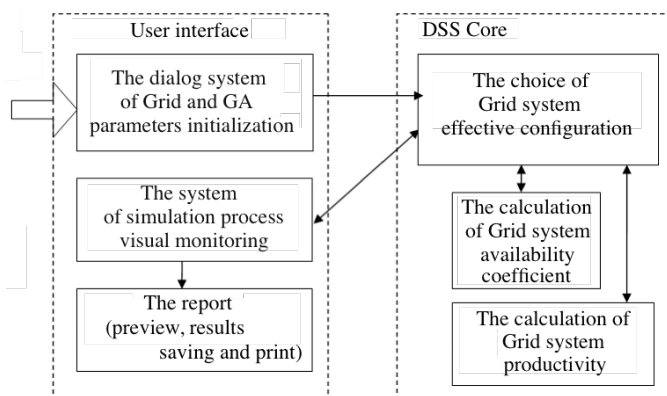 User interface
The dialog system
of Grid and GA
parameters initialization
The system
of simulation process
visual monitoring
The report
(preview, results
saving and print)
DSS Core
The choice of
Grid system
effective configuration
The calculation
of Grid system
availability
coefficient
The calculation of
Grid system
productivity